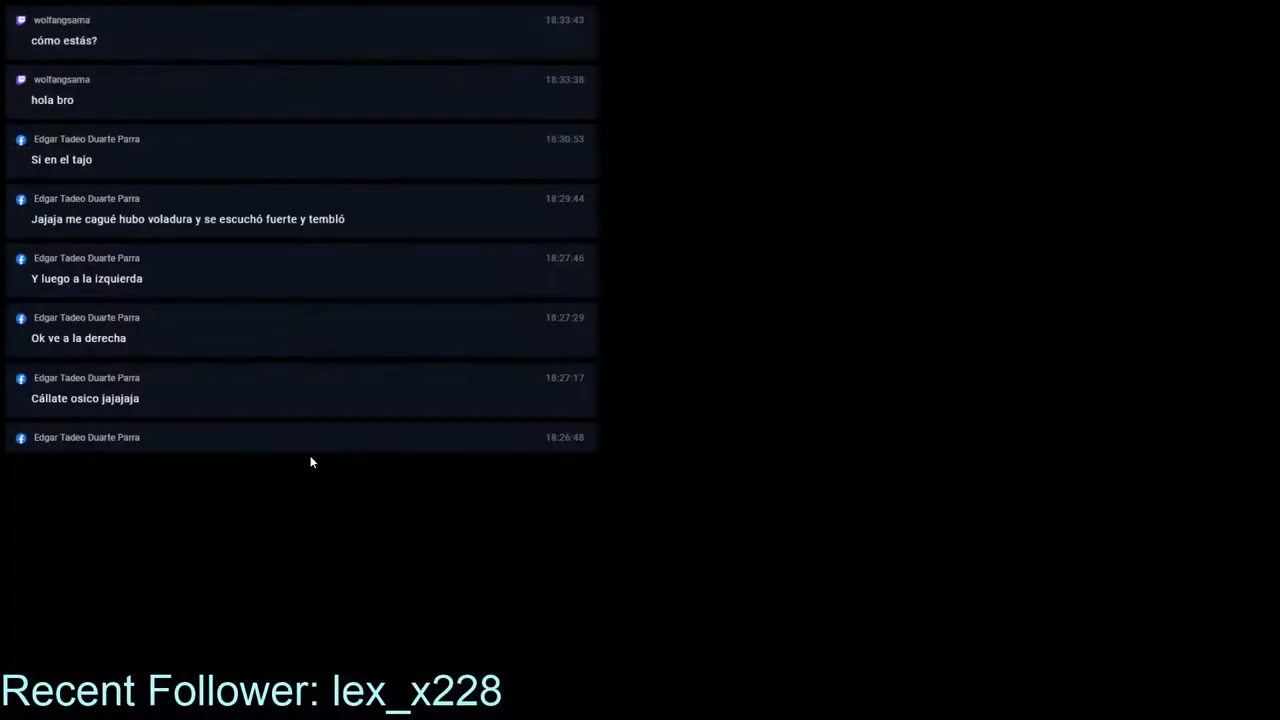 wolfangsama 18:33:43
cómo estás?
wolfangsama 18:33:38
hola bro
Edgar Tadeo Duarte Parra 18:30:53
Si en el tajo
Edgar Tadeo Duarte Parra 18:29:44
Jajaja me cagué hubo voladura y se escuchó fuerte y tembló
Edgar Tadeo Duarte Parra 18:27:46
Y luego a la izquierda
Edgar Tadeo Duarte Parra 18:27:29
Ok ve a la derecha
Edgar Tadeo Duarte Parra 18:27:17
Cállate osico jajajaja
Edgar Tadeo Duarte Parra 18:26:48
Recent Follower: lex_x228